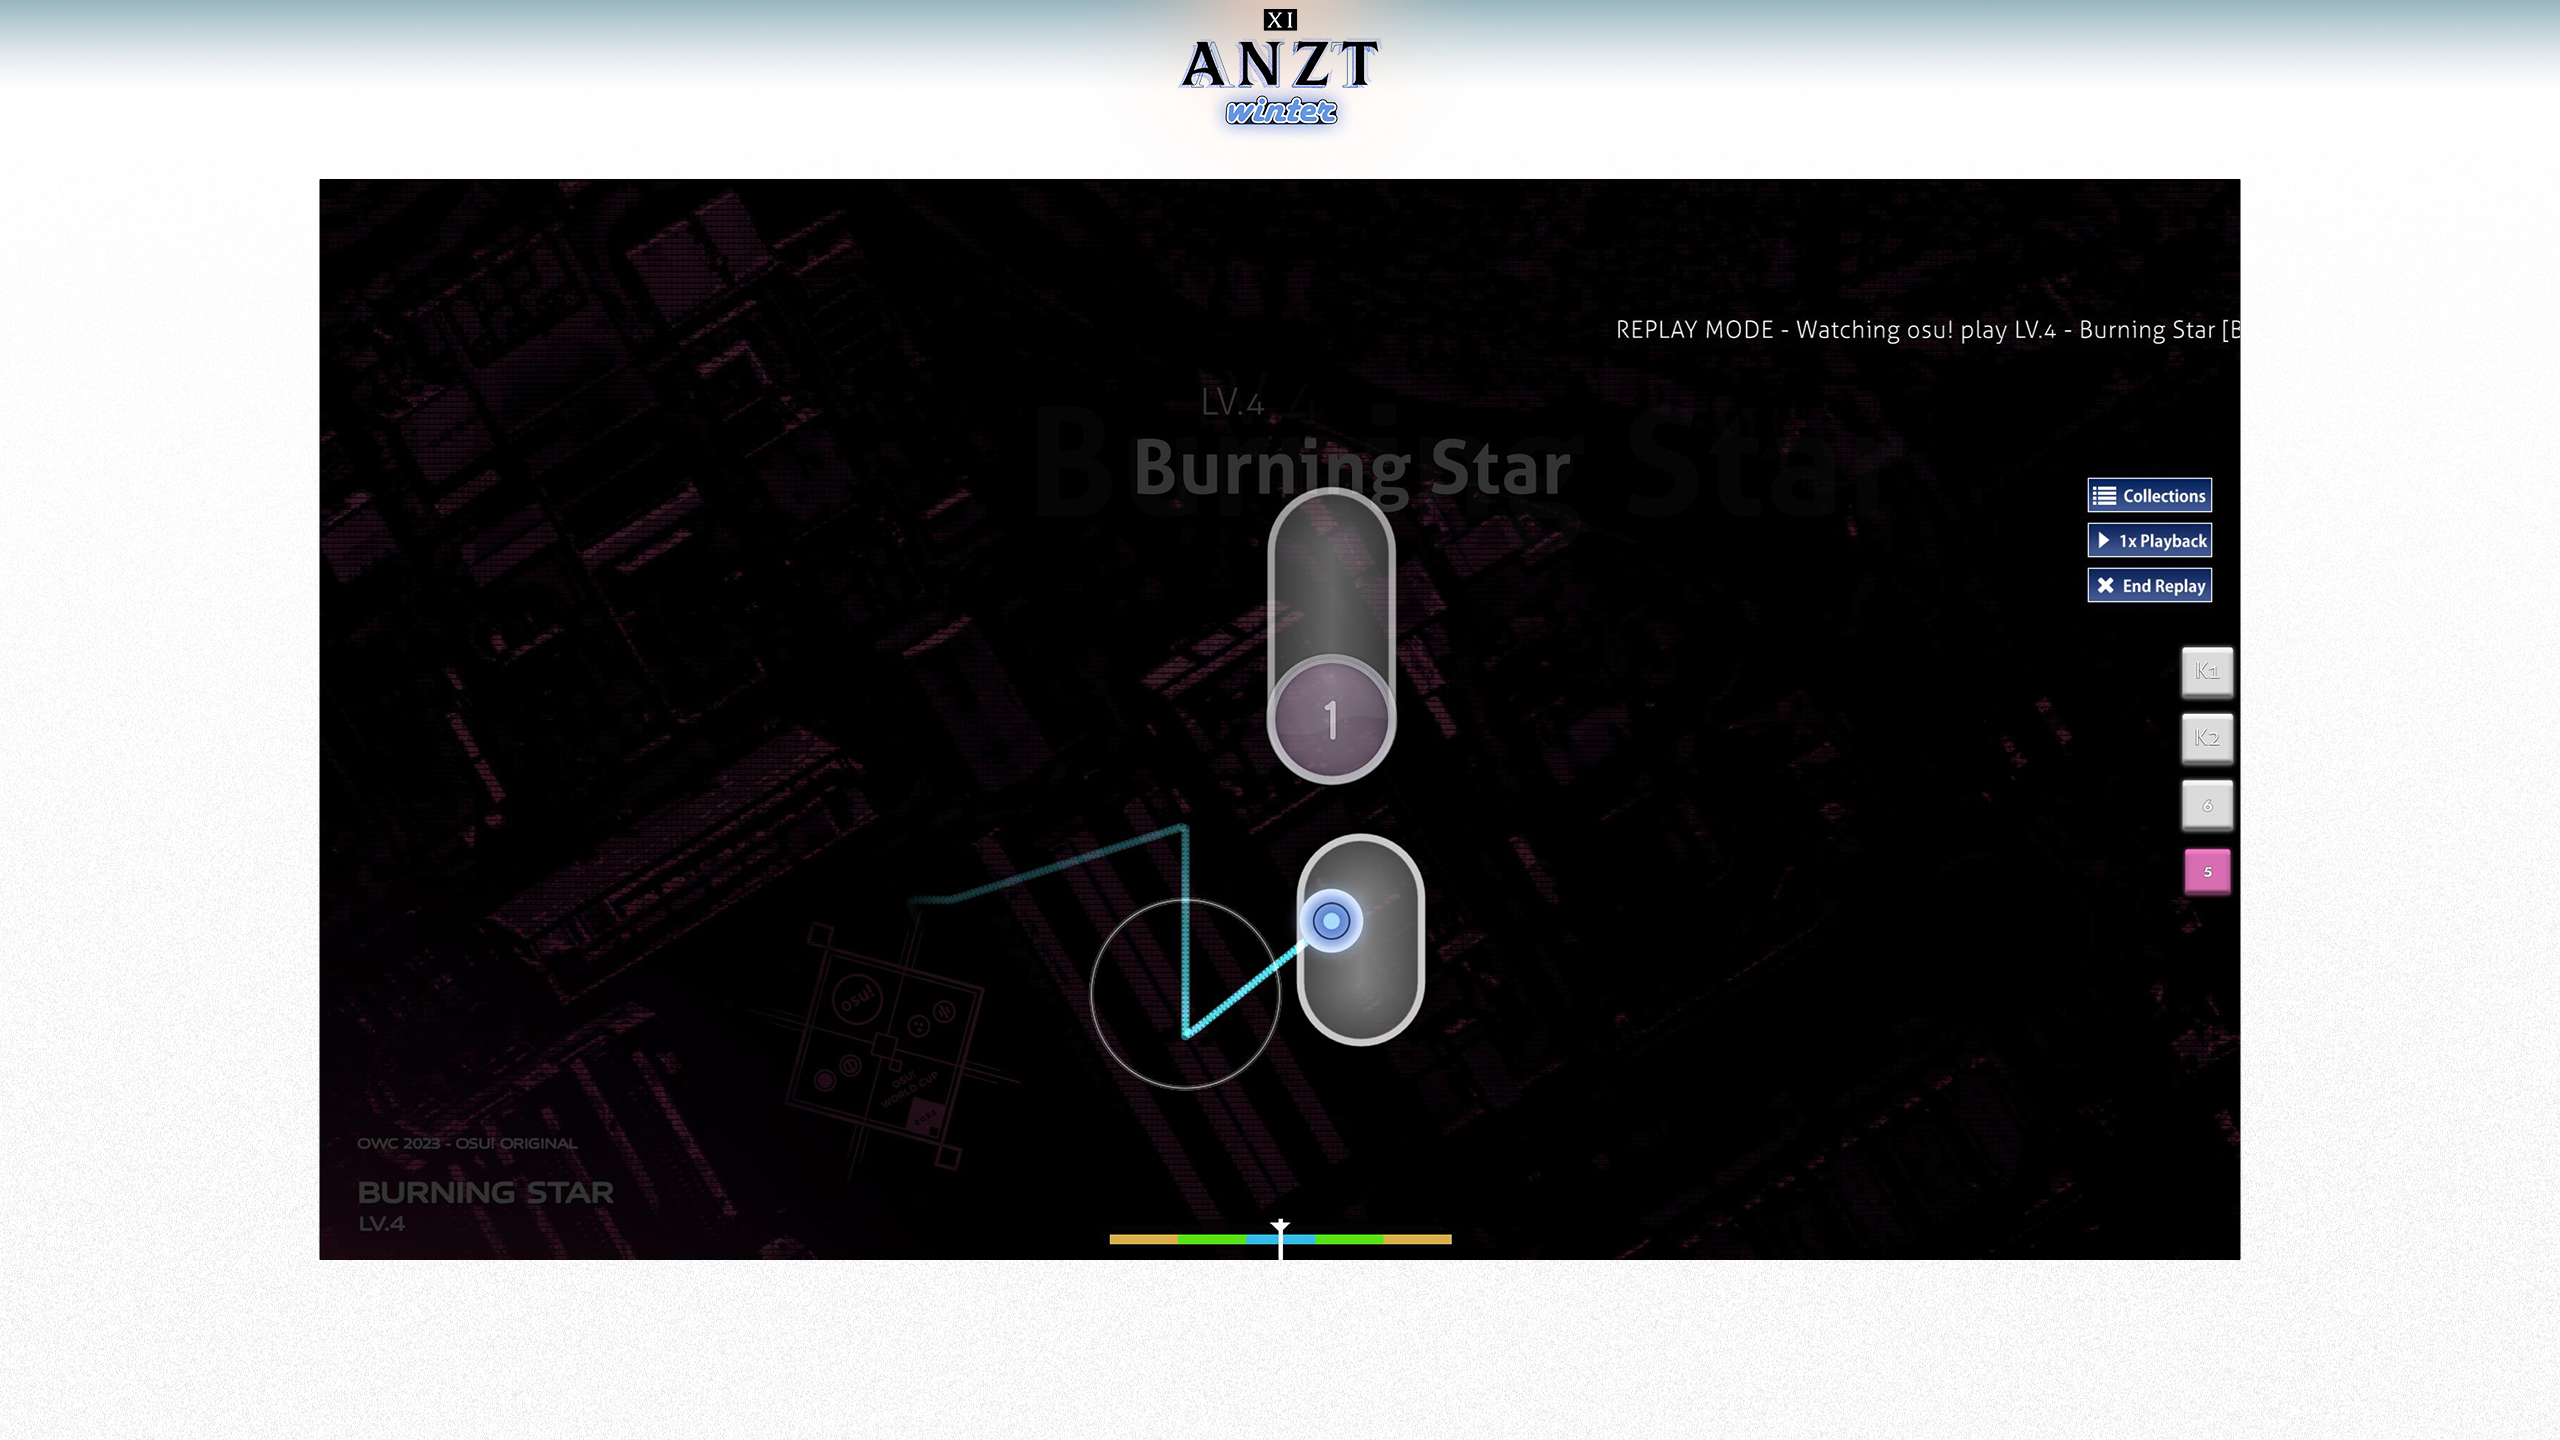 XI
ANZT
winter
REPLAY MODE - Watching osu! play LV.4 - Burning Star [B
LV.4
Burning Star
Burning Star
Collections
1x Playback
End Replay
1
K1
K2
6
5
osu!
OSU!
WORLD CUP
OWC 2023 - OSU! ORIGINAL
BURNING STAR
LV.4